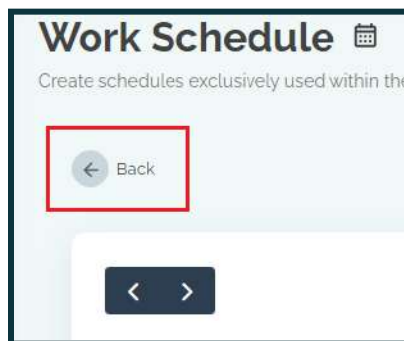 Work Schedule
Create schedules exclusively used within the
Back